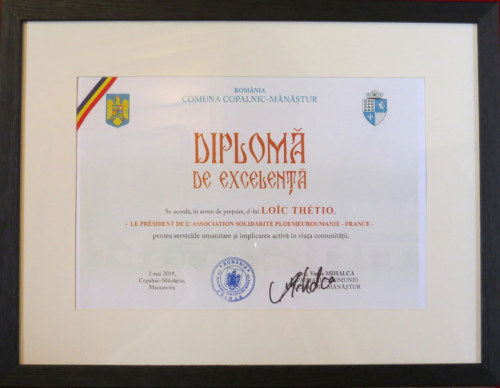 ROMÂNIA
COMUNA COPALNIC-MĂNĂȘTUR
DIPLOMĂ
DE EXCELENȚĂ
Se acordă, în semn de prețuire, d-lui LOÏC THÉTIO,
- LE PRÉSIDENT DE L'ASSOCIATION SOLIDARITÉ PLOEMEUROUMANIE - FRANCE -
pentru serviciile umanitare și implicarea activă în viața comunității.
2 mai 2019,
Copalnic-Mănăștur,
Maramureș
ROMÂNIA
MIHALCA
COMUNEI
MĂNĂȘTUR